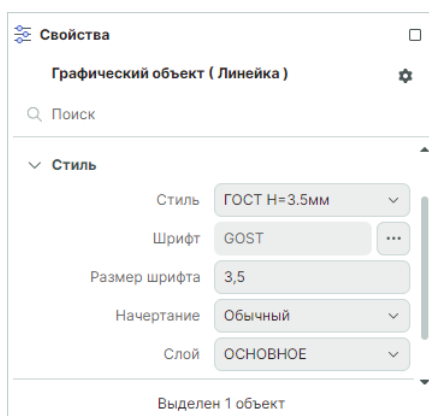 Свойства
Графический объект ( Линейка )
Поиск
Стиль
Стиль ГОСТ H=3.5мм
Шрифт GOST ...
Размер шрифта 3,5
Начертание Обычный
Слой ОСНОВНОЕ
Выделен 1 объект